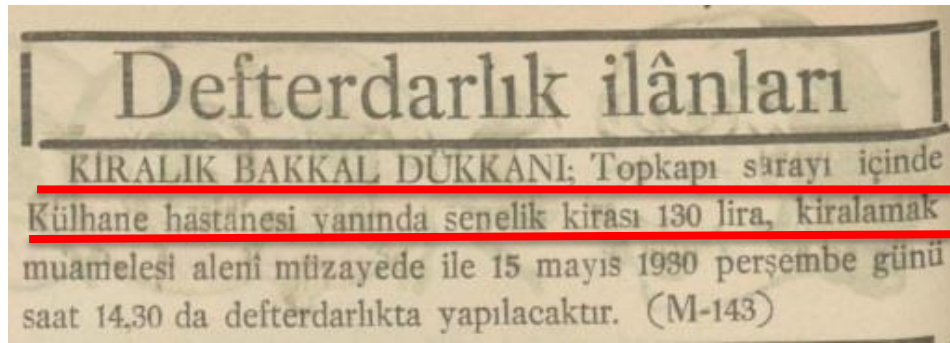 Defterdarlık ilânları
KİRALIK BAKKAL DÜKKANI; Topkapı sarayı içinde
Külhane hastanesi yanında senelik kirası 130 lira, kiralamak
muamelesi alenî müzayede ile 15 mayıs 1930 perşembe günü
saat 14,30 da defterdarlıkta yapılacaktır. (M-143)